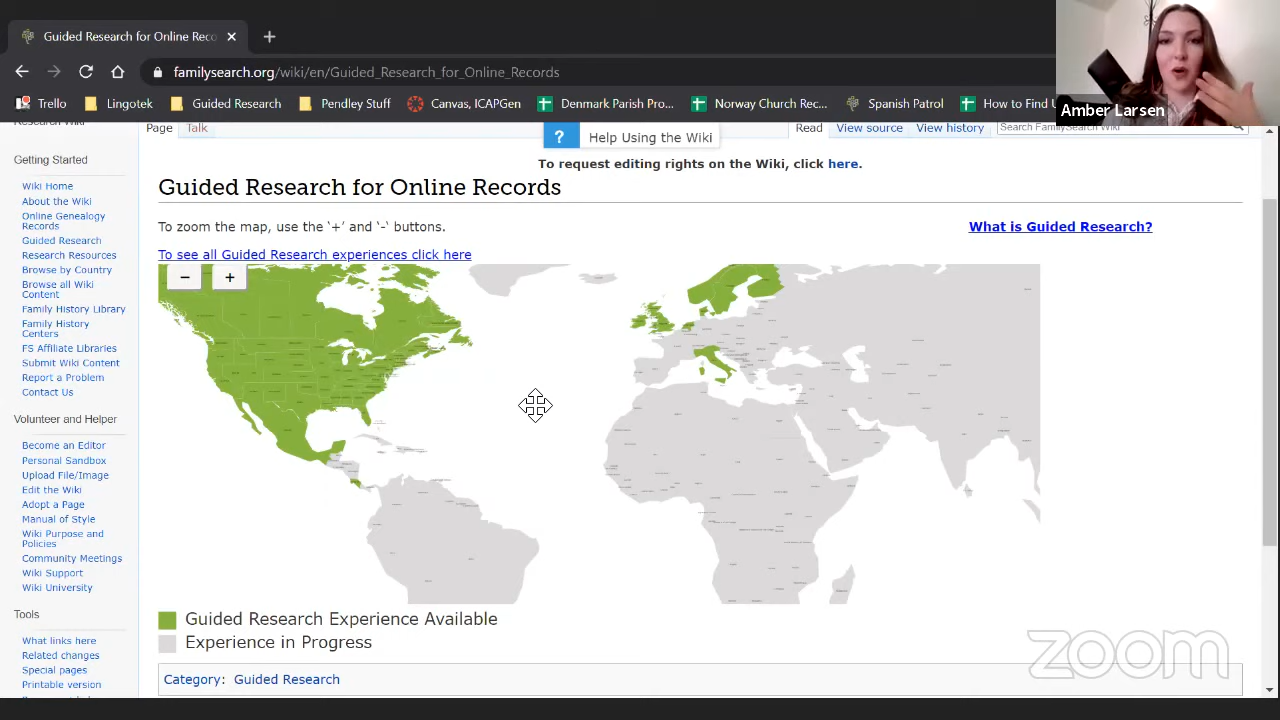 Guided Research for Online Reco
familysearch.org/wiki/en/Guided_Research_for_Online_Records
Trello
Lingotek
Guided Research
Pendley Stuff
Canvas, ICAPGen
Denmark Parish Pro...
Norway Church Rec...
Spanish Patrol
How to Find U
Amber Larsen
Research Wiki
Page
Talk
?
Help Using the Wiki
Read
View source
View history
Search FamilySearch Wiki
To request editing rights on the Wiki, click here.
Guided Research for Online Records
To zoom the map, use the '+' and '-' buttons.
What is Guided Research?
To see all Guided Research experiences click here
−
+
Guided Research Experience Available
Experience in Progress
Category: Guided Research
Getting Started
Wiki Home
About the Wiki
Online Genealogy
Records
Guided Research
Research Resources
Browse by Country
Browse all Wiki
Content
Family History Library
Family History
Centers
FS Affiliate Libraries
Submit Wiki Content
Report a Problem
Contact Us
Volunteer and Helper
Become an Editor
Personal Sandbox
Upload File/Image
Edit the Wiki
Adopt a Page
Manual of Style
Wiki Purpose and
Policies
Community Meetings
Wiki Support
Wiki University
Tools
What links here
Related changes
Special pages
Printable version
zoom